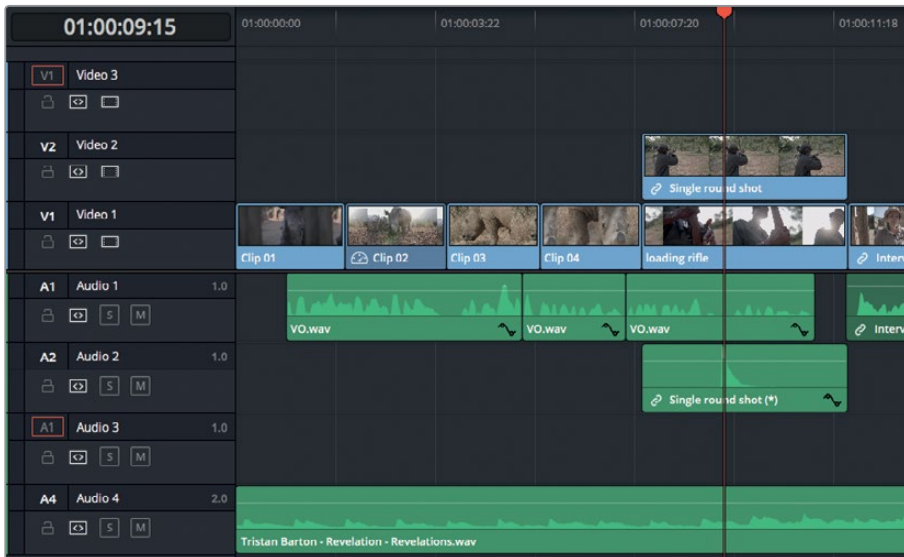 01:00:09:15
01:00:00:00 01:00:03:22 01:00:07:20 01:00:11:18
V1 Video 3
V2 Video 2
Single round shot
V1 Video 1
Clip 01 Clip 02 Clip 03 Clip 04 loading rifle Interv
A1 Audio 1 1.0
S M
VO.wav VO.wav VO.wav Interv
A2 Audio 2 1.0
S M
Single round shot (*)
A1 Audio 3 1.0
S M
A4 Audio 4 2.0
S M
Tristan Barton - Revelation - Revelations.wav